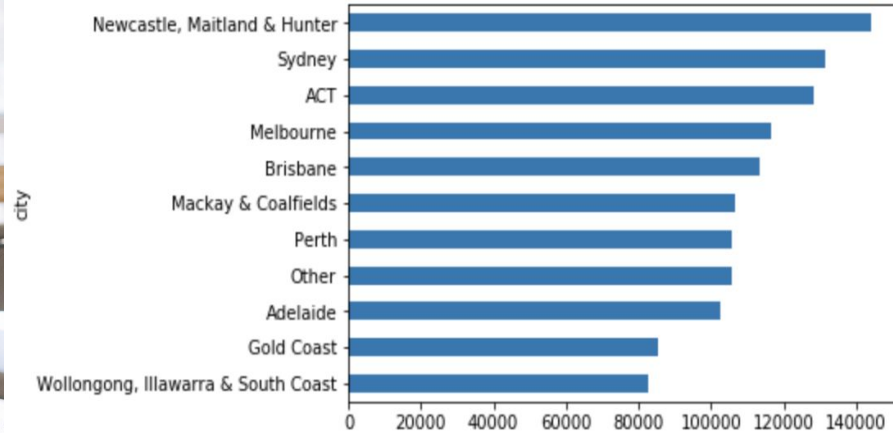 Newcastle, Maitland & Hunter
Sydney
ACT
Melbourne
Brisbane
Mackay & Coalfields
Perth
Other
Adelaide
Gold Coast
Wollongong, Illawarra & South Coast
city
0 20000 40000 60000 80000 100000 120000 140000